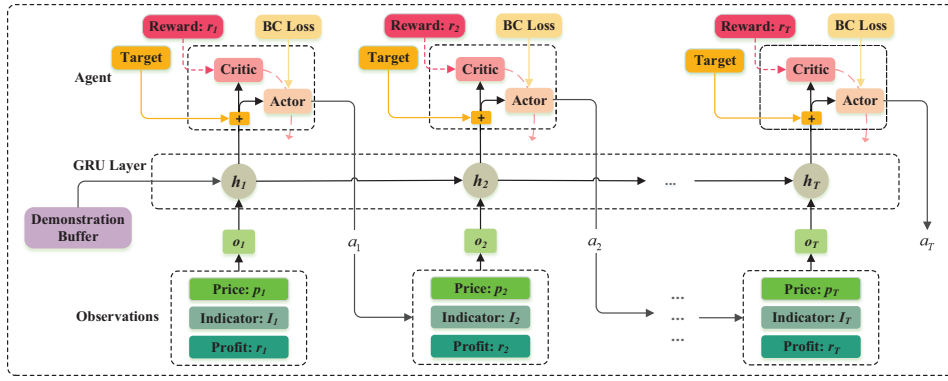 Reward: r1
BC Loss
Reward: r2
BC Loss
Reward: rT
BC Loss
Target
Target
Target
Agent
Critic
Critic
Critic
Actor
Actor
Actor
+
+
+
GRU Layer
h1
h2
...
hT
Demonstration
Buffer
o1
a1
o2
a2
oT
aT
Price: p1
Price: p2
Price: pT
...
Observations
Indicator: I1
Indicator: I2
...
...
Indicator: IT
...
Profit: r1
Profit: r2
Profit: rT